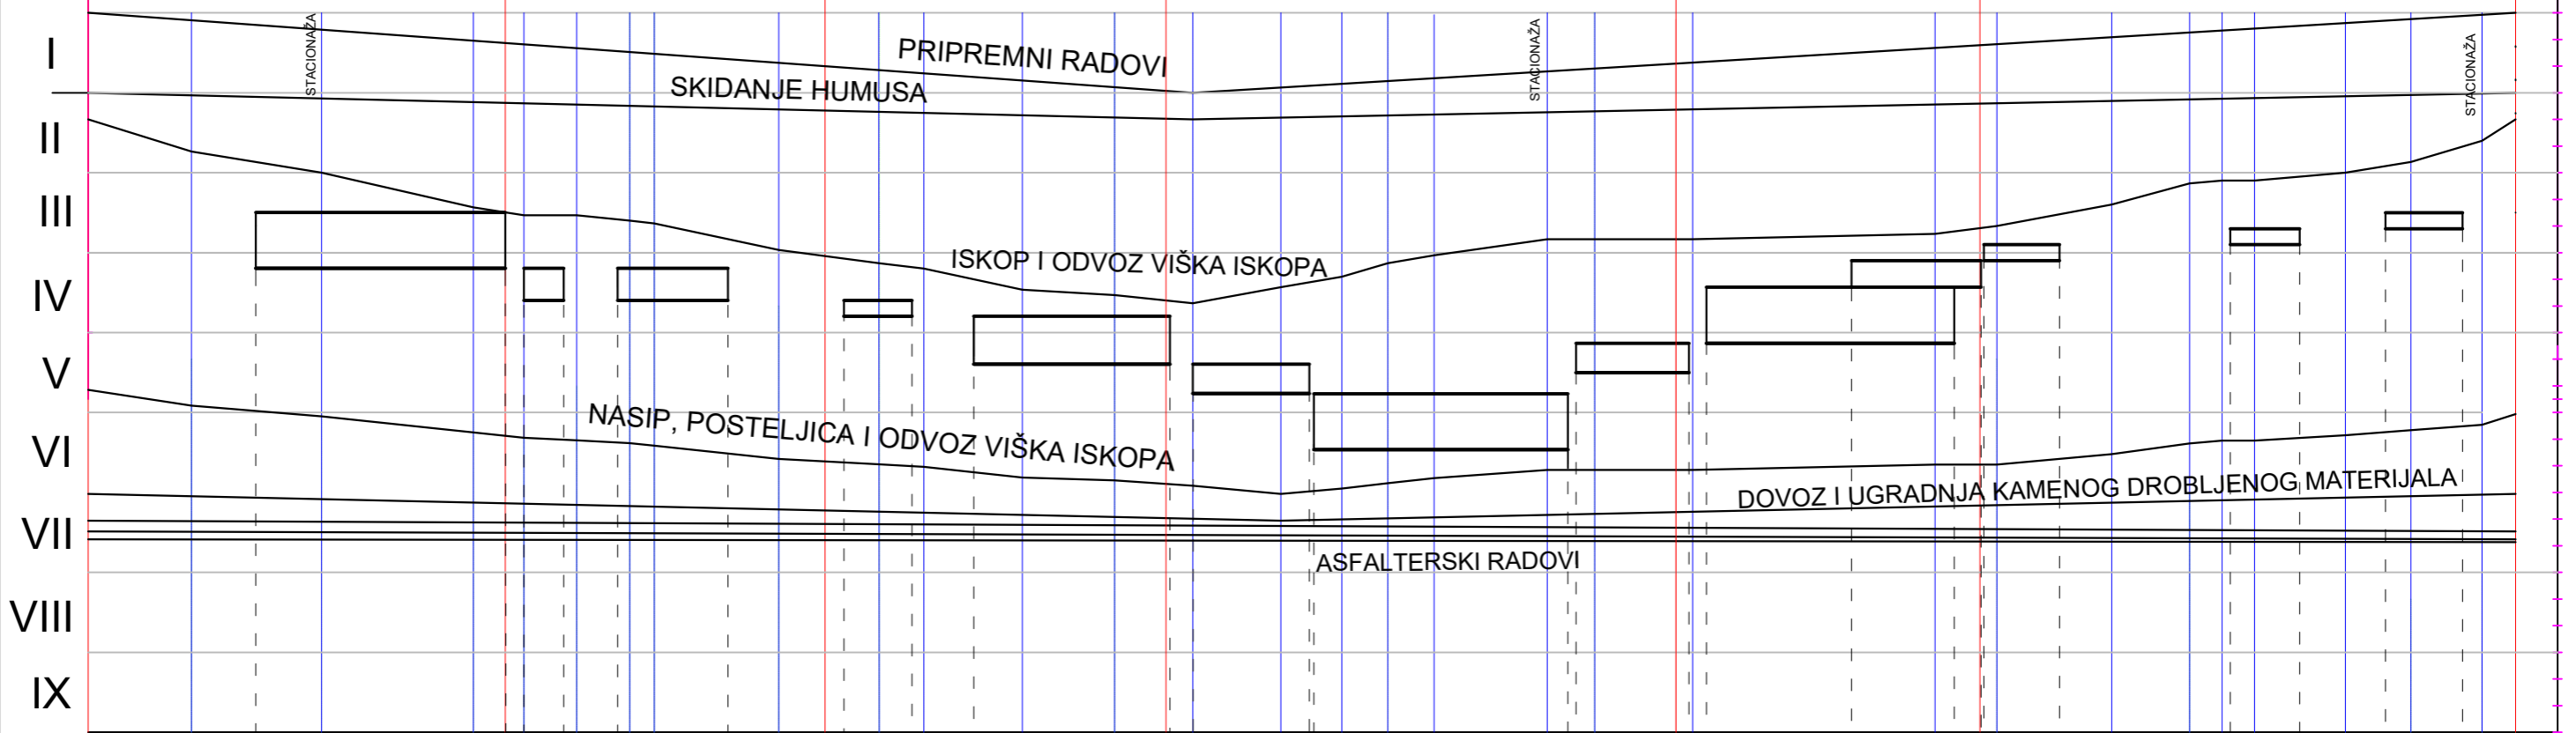 I
STACIONAŽA
PRIPREMNI RADOVI
STACIONAŽA
STACIONAŽA
SKIDANJE HUMUSA
II
III
ISKOP I ODVOZ VIŠKA ISKOPA
IV
V
NASIP, POSTELJICA I ODVOZ VIŠKA ISKOPA
VI
DOVOZ I UGRADNJA KAMENOG DROBLJENOG MATERIJALA
VII
ASFALTERSKI RADOVI
VIII
IX